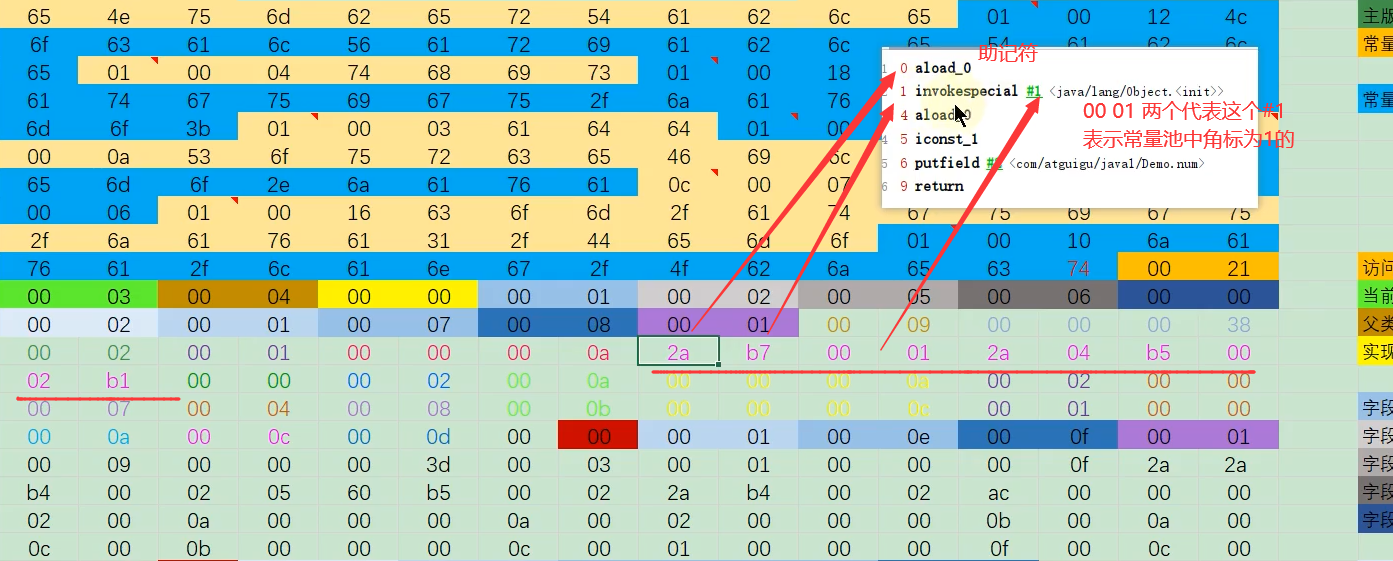 65 4e 75 6d 62 65 72 54 61 62 6c 65 01 00 12 4c 主版
6f 63 61 6c 56 61 72 69 61 62 6c 65 54 61 62 6c 常量
65 01 00 04 74 68 69 73 01 00 18
61 74 67 75 69 67 75 2f 6a 61 76 常量
6d 6f 3b 01 00 03 61 64 64 01 00
00 0a 53 6f 75 72 63 65 46 69 6c
65 6d 6f 2e 6a 61 76 61 0c 00 07
00 06 01 00 16 63 6f 6d 2f 61 74 67 75 69 67 75
2f 6a 61 76 61 31 2f 44 65 6d 6f 01 00 10 6a 61
76 61 2f 6c 61 6e 67 2f 4f 62 6a 65 63 74 00 21 访问
00 03 00 04 00 00 00 01 00 02 00 05 00 06 00 00 当前
00 02 00 01 00 07 00 08 00 01 00 09 00 00 00 38 父类
00 02 00 01 00 00 00 0a 2a b7 00 01 2a 04 b5 00 实现
02 b1 00 00 00 02 00 0a 00 00 00 0a 00 02 00 00
00 07 00 04 00 08 00 0b 00 00 00 0c 00 01 00 00 字段
00 0a 00 0c 00 0d 00 00 00 01 00 0e 00 0f 00 01 字段
00 09 00 00 00 3d 00 03 00 01 00 00 00 0f 2a 2a 字段
b4 00 02 05 60 b5 00 02 2a b4 00 02 ac 00 00 00 字段
02 00 0a 00 00 00 0a 00 02 00 00 00 0b 00 0a 00 字段
0c 00 0b 00 00 00 0c 00 01 00 00 00 0f 00 0c 00
助记符
1 0 aload_0
1 invokespecial #1 <java/lang/Object.<init>>
4 aload_0
5 iconst_1
5 6 putfield <com/atguigu/java1/Demo.num>
6 9 return
00 01 两个代表这个#1
表示常量池中角标为1的